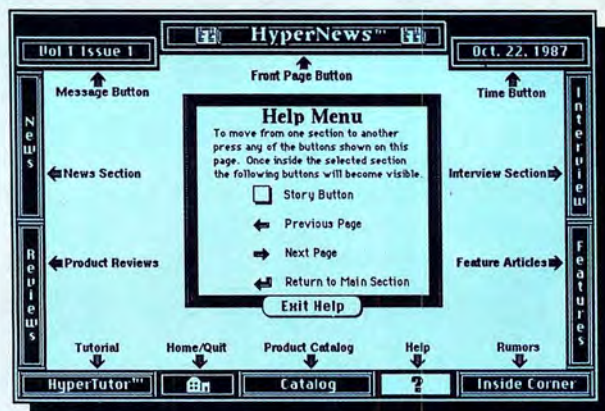 HyperNews™
Vol 1 Issue 1
Oct. 22. 1987
Message Button
Front Page Button
Time Button
News
Interview
News Section
Interview Section
Help Menu
To move from one section to another
press any of the buttons shown on this
page. Once inside the selected section
the following buttons will become visible.
Story Button
Previous Page
Next Page
Return to Main Section
Exit Help
Reviews
Product Reviews
Feature Articles
Features
Tutorial
Home/Quit
Product Catalog
Help
Rumors
HyperTutor™
Catalog
?
Inside Corner